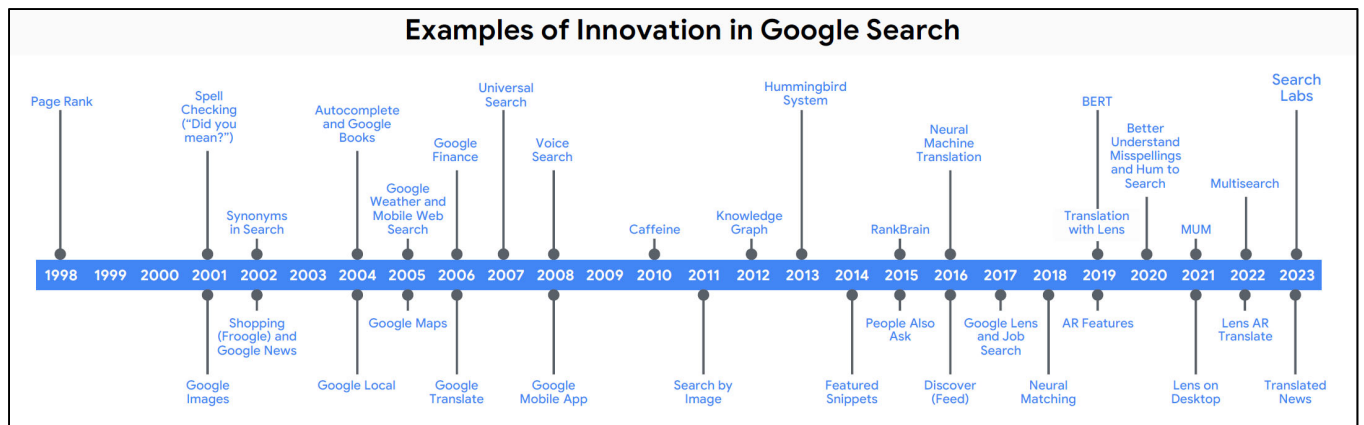 Examples of Innovation in Google Search
Page Rank
Spell
Checking
("Did you
mean?")
Synonyms
in Search
Autocomplete
and Google
Books
Google
Weather and
Mobile Web
Search
Google
Finance
Universal
Search
Voice
Search
Caffeine
Knowledge
Graph
Hummingbird
System
RankBrain
Neural
Machine
Translation
BERT
Translation
with Lens
Better
Understand
Misspellings
and Hum to
Search
MUM
Multisearch
Search
Labs
1998 1999 2000 2001 2002 2003 2004 2005 2006 2007 2008 2009 2010 2011 2012 2013 2014 2015 2016 2017 2018 2019 2020 2021 2022 2023
Google
Images
Shopping
(Froogle) and
Google News
Google Local
Google Maps
Google
Translate
Google
Mobile App
Search by
Image
Featured
Snippets
People Also
Ask
Discover
(Feed)
Google Lens
and Job
Search
Neural
Matching
AR Features
Lens on
Desktop
Lens AR
Translate
Translated
News